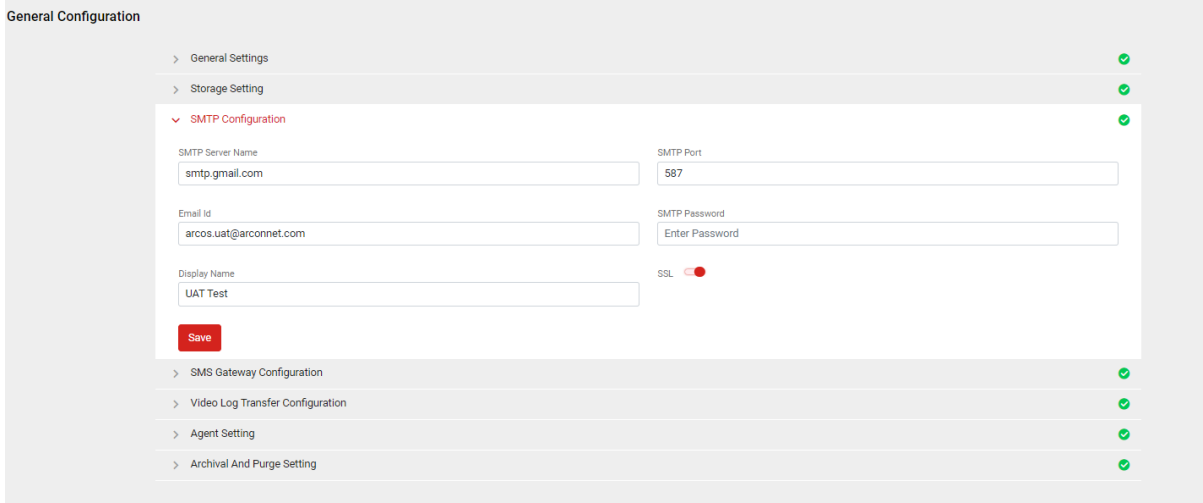 General Configuration
General Settings
Storage Setting
SMTP Configuration
SMTP Server Name
smtp.gmail.com
SMTP Port
587
Email Id
arcos.uat@arconnet.com
SMTP Password
Enter Password
Display Name
UAT Test
SSL
Save
SMS Gateway Configuration
Video Log Transfer Configuration
Agent Setting
Archival And Purge Setting